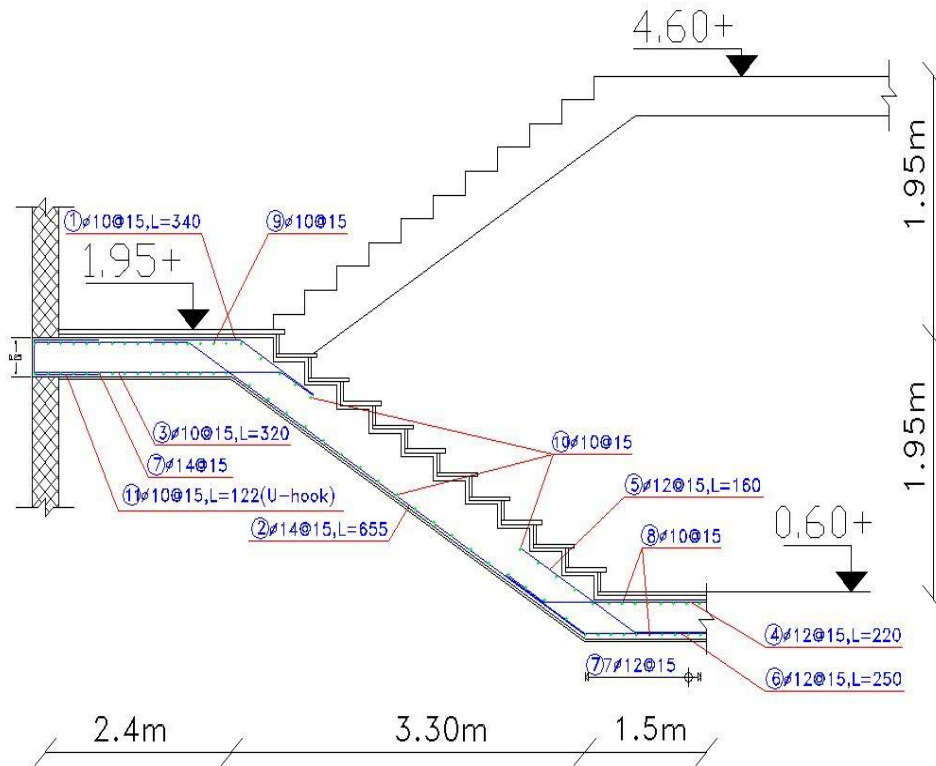 4.60+
1.95m
①ø10@15,L=340
⑨ø10@15
1.95+
③ø10@15,L=320
⑦ø14@15
⑪ø10@15,L=122(U-hook)
②ø14@15,L=655
⑩ø10@15
⑤ø12@15,L=160
⑧ø10@15
1.95m
0.60+
④ø12@15,L=220
⑦7ø12@15
⑥ø12@15,L=250
2.4m
3.30m
1.5m